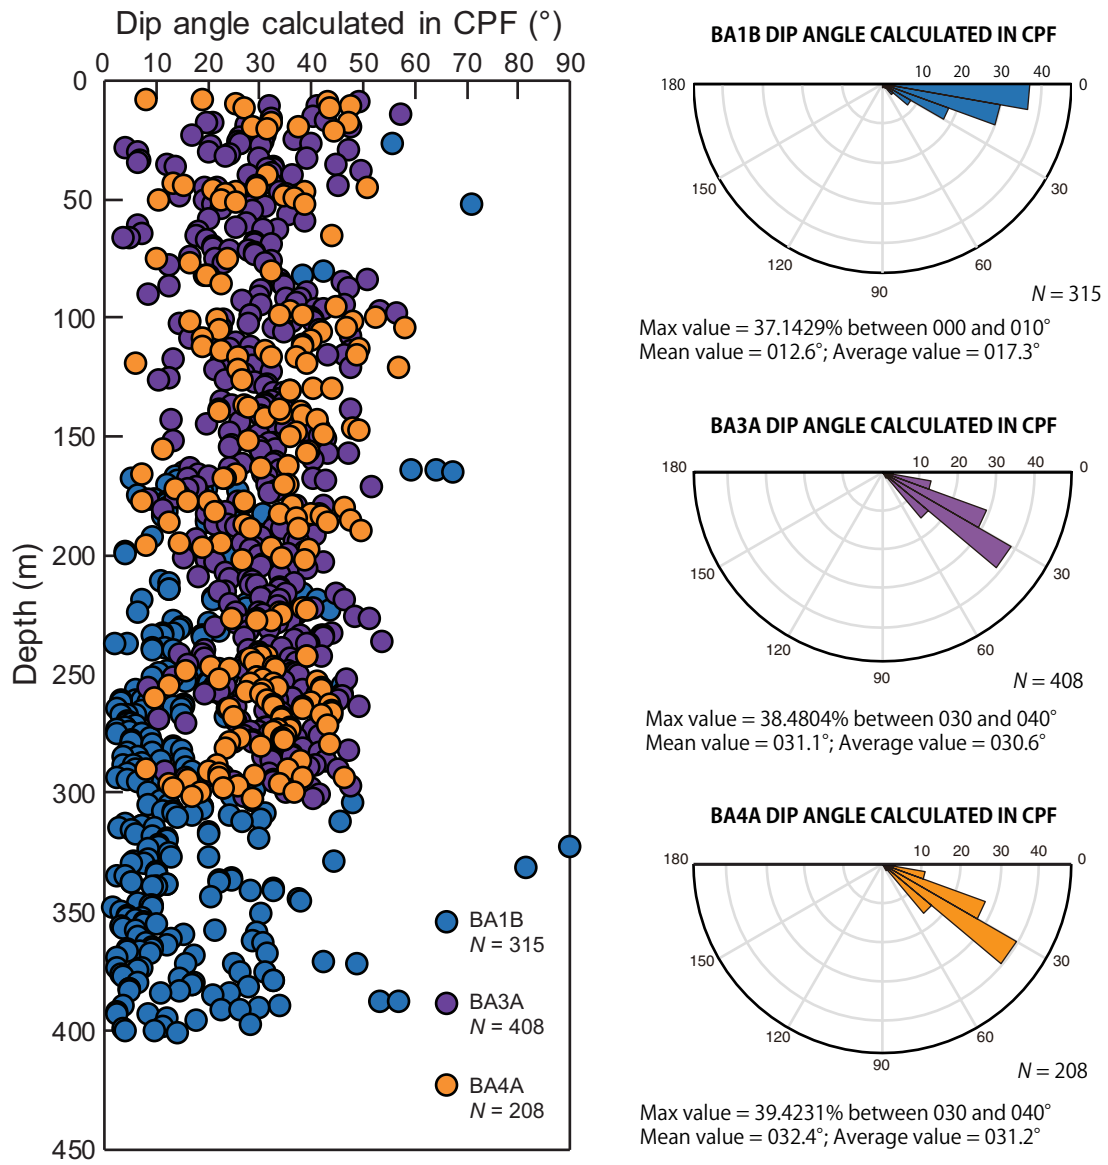 Dip angle calculated in CPF (°)
0 10 20 30 40 50 60 70 80 90
0
50
100
150
200
250
300
350
400
450
Depth (m)
BA1B
N = 315
BA3A
N = 408
BA4A
N = 208
BA1B DIP ANGLE CALCULATED IN CPF
180 10 20 30 40 0
150 30
120 60
90
N = 315
Max value = 37.1429% between 000 and 010°
Mean value = 012.6°; Average value = 017.3°
BA3A DIP ANGLE CALCULATED IN CPF
180 10 20 30 40 0
150 30
120 60
90
N = 408
Max value = 38.4804% between 030 and 040°
Mean value = 031.1°; Average value = 030.6°
BA4A DIP ANGLE CALCULATED IN CPF
180 10 20 30 40 0
150 30
120 60
90
N = 208
Max value = 39.4231% between 030 and 040°
Mean value = 032.4°; Average value = 031.2°